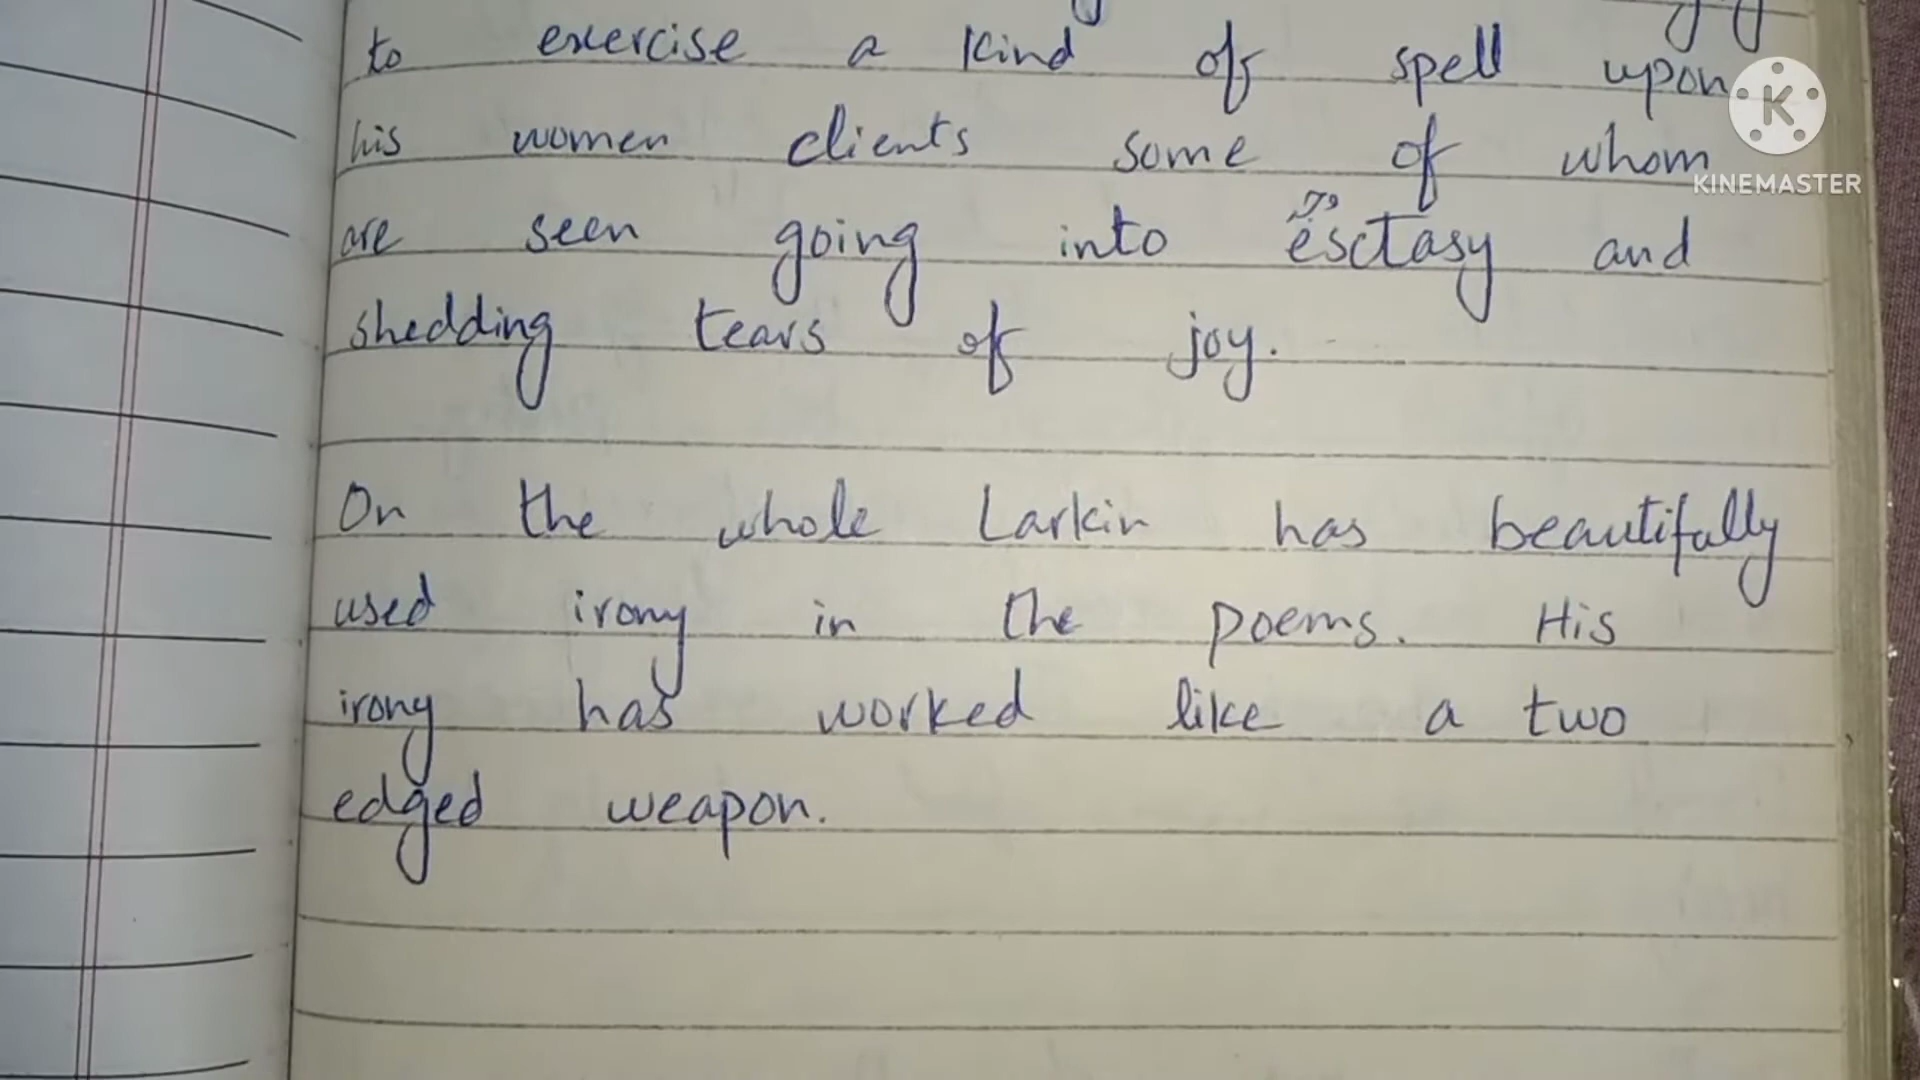 to exercise a kind of spell upon
his women clients some of whom
are seen going into esctasy and
shedding tears of joy.
On the whole Larkin has beautifully
used irony in the poems. His
irony has worked like a two
edged weapon.
K
KINEMASTER